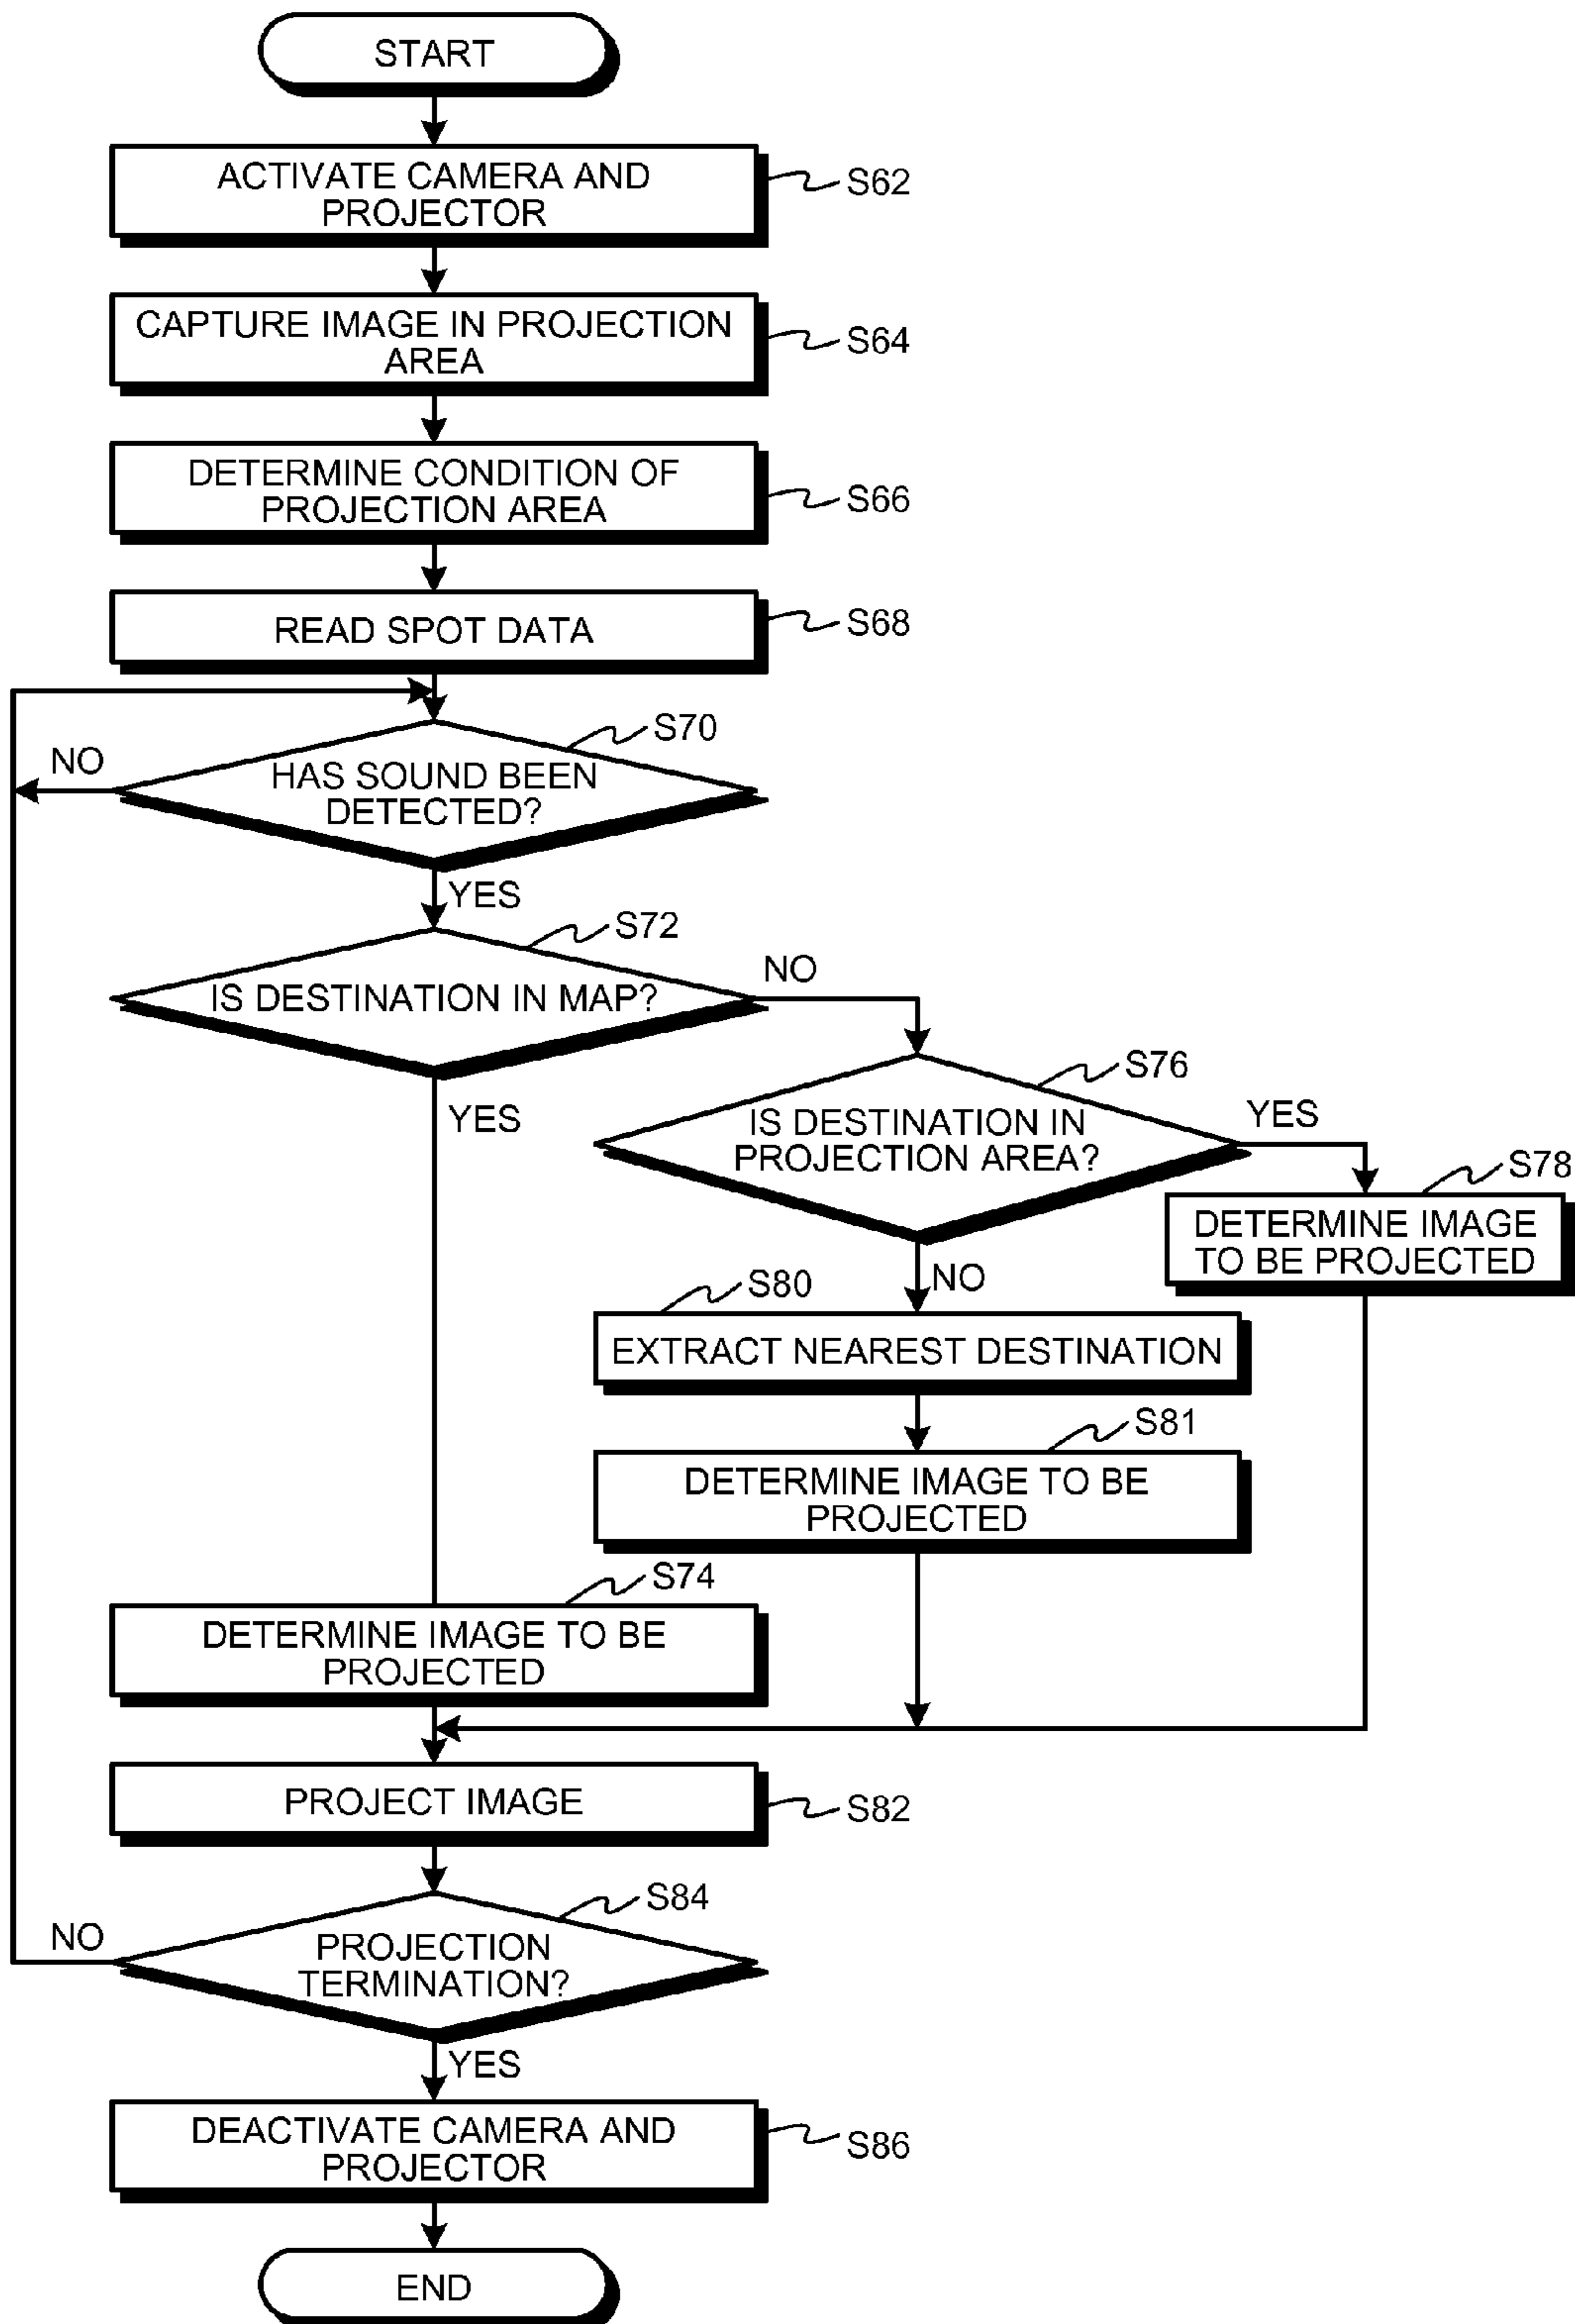 START
ACTIVATE CAMERA AND
PROJECTOR
S62
CAPTURE IMAGE IN PROJECTION
AREA
S64
DETERMINE CONDITION OF
PROJECTION AREA
S66
READ SPOT DATA
S68
S70
NO
HAS SOUND BEEN
DETECTED?
YES
S72
NO
IS DESTINATION IN MAP?
YES
S76
IS DESTINATION IN
PROJECTION AREA?
YES
S78
DETERMINE IMAGE
TO BE PROJECTED
NO
S80
EXTRACT NEAREST DESTINATION
S81
DETERMINE IMAGE TO BE
PROJECTED
S74
DETERMINE IMAGE TO BE
PROJECTED
PROJECT IMAGE
S82
S84
NO
PROJECTION
TERMINATION?
YES
DEACTIVATE CAMERA AND
PROJECTOR
S86
END